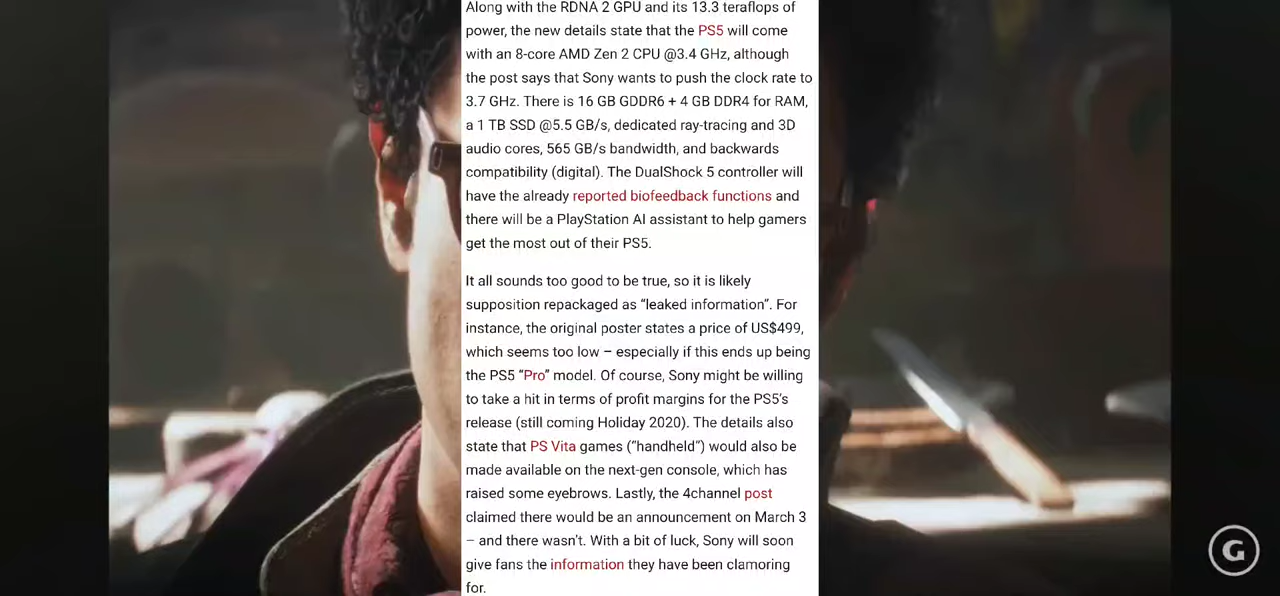 Along with the RDNA 2 GPU and its 13.3 teraflops of
power, the new details state that the PS5 will come
with an 8-core AMD Zen 2 CPU @3.4 GHz, although
the post says that Sony wants to push the clock rate to
3.7 GHz. There is 16 GB GDDR6 + 4 GB DDR4 for RAM,
a 1 TB SSD @5.5 GB/s, dedicated ray-tracing and 3D
audio cores, 565 GB/s bandwidth, and backwards
compatibility (digital). The DualShock 5 controller will
have the already reported biofeedback functions and
there will be a PlayStation AI assistant to help gamers
get the most out of their PS5.
It all sounds too good to be true, so it is likely
supposition repackaged as “leaked information”. For
instance, the original poster states a price of US$499,
which seems too low – especially if this ends up being
the PS5 “Pro” model. Of course, Sony might be willing
to take a hit in terms of profit margins for the PS5’s
release (still coming Holiday 2020). The details also
state that PS Vita games (“handheld”) would also be
made available on the next-gen console, which has
raised some eyebrows. Lastly, the 4channel post
claimed there would be an announcement on March 3
– and there wasn’t. With a bit of luck, Sony will soon
give fans the information they have been clamoring
for.
G